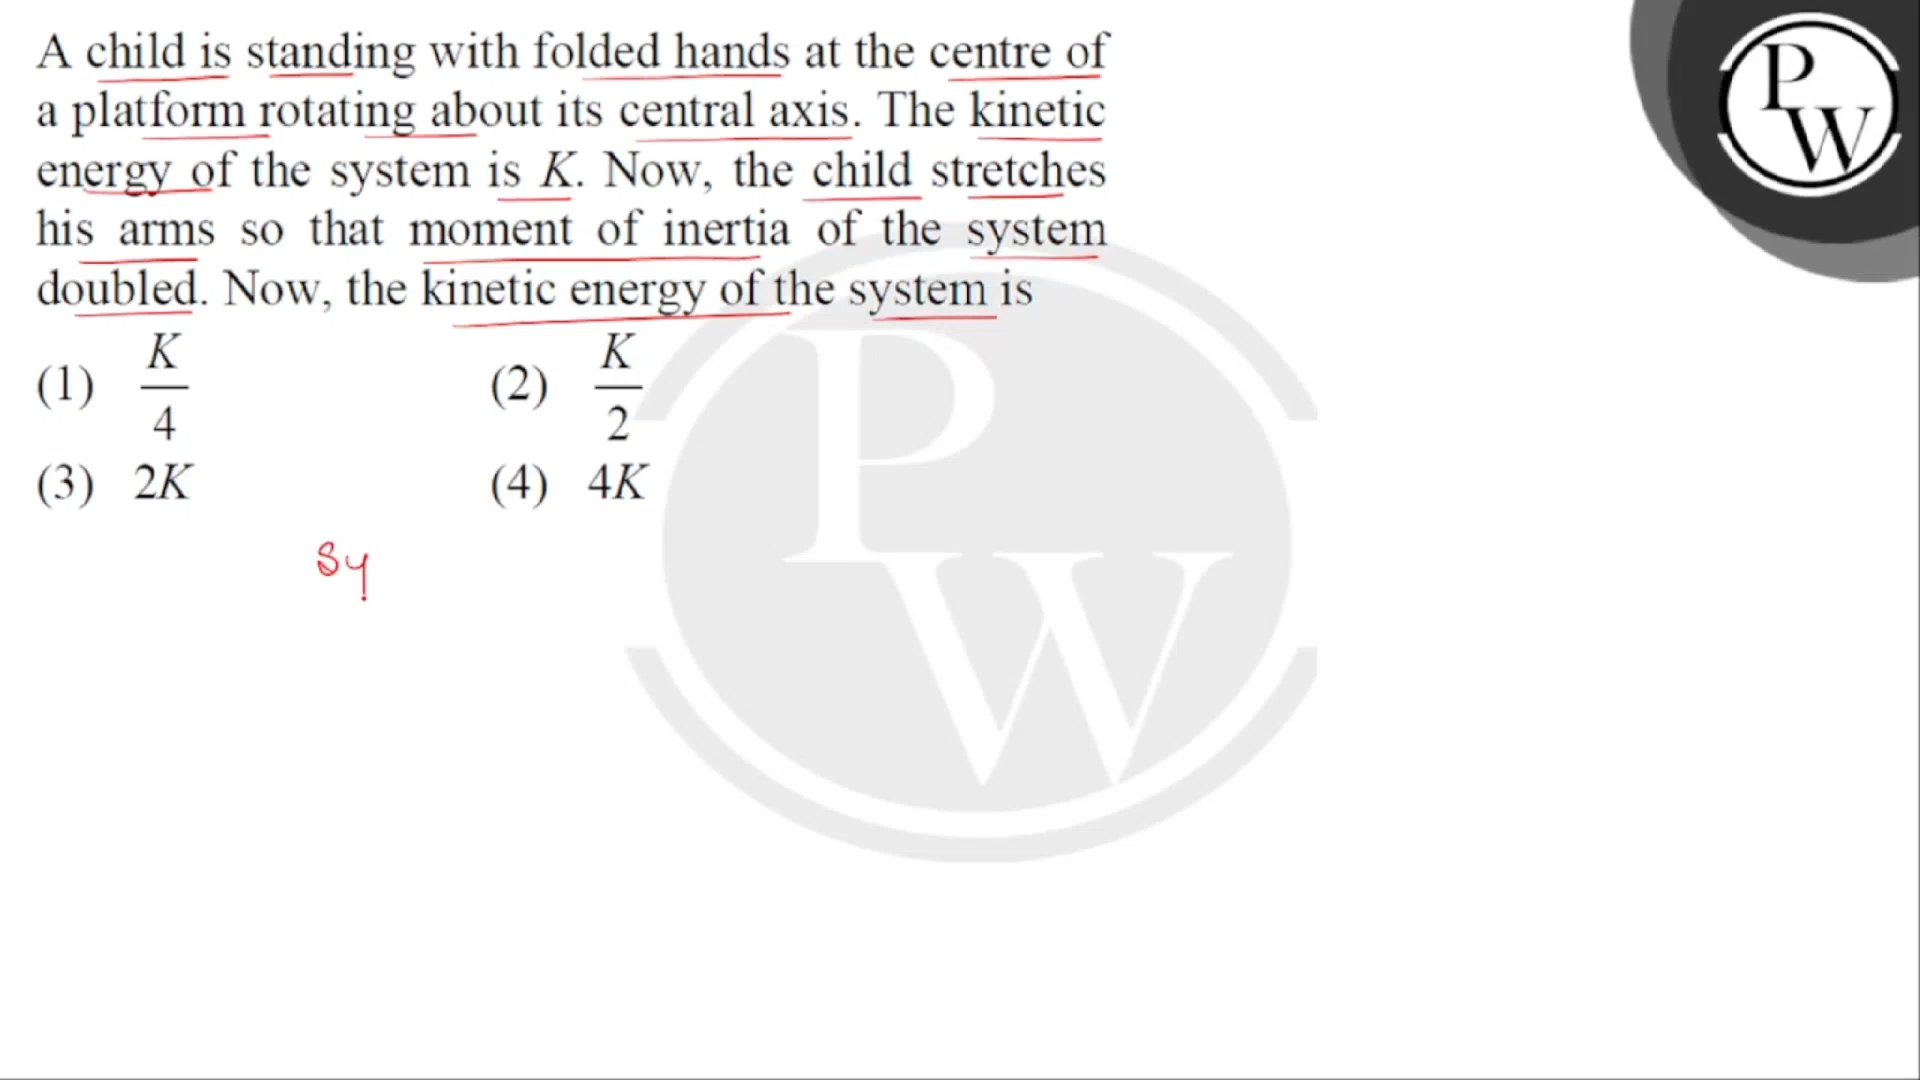 A child is standing with folded hands at the centre of
a platform rotating about its central axis. The kinetic
energy of the system is K. Now, the child stretches
his arms so that moment of inertia of the system
doubled. Now, the kinetic energy of the system is
(1) K/4 (2) K/2
(3) 2K (4) 4K
Sy
P
W
P
W